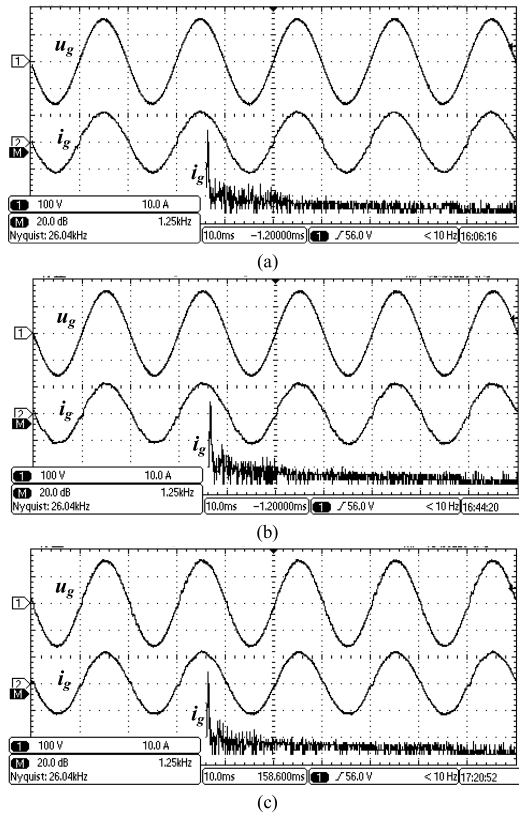 1
u_g
2
M
i_g
i_g
1 100 V 10.0 A
M 20.0 dB 1.25kHz
Nyquist: 26.04kHz
10.0ms -1.20000ms 1 56.0 V < 10 Hz 16:06:16
(a)
1
u_g
2
M
i_g
i_g
1 100 V 10.0 A
M 20.0 dB 1.25kHz
Nyquist: 26.04kHz
10.0ms -1.20000ms 1 56.0 V < 10 Hz 16:44:20
(b)
1
u_g
2
M
i_g
i_g
1 100 V 10.0 A
M 20.0 dB 1.25kHz
Nyquist: 26.04kHz
10.0ms 158.600ms 1 56.0 V < 10 Hz 17:20:52
(c)